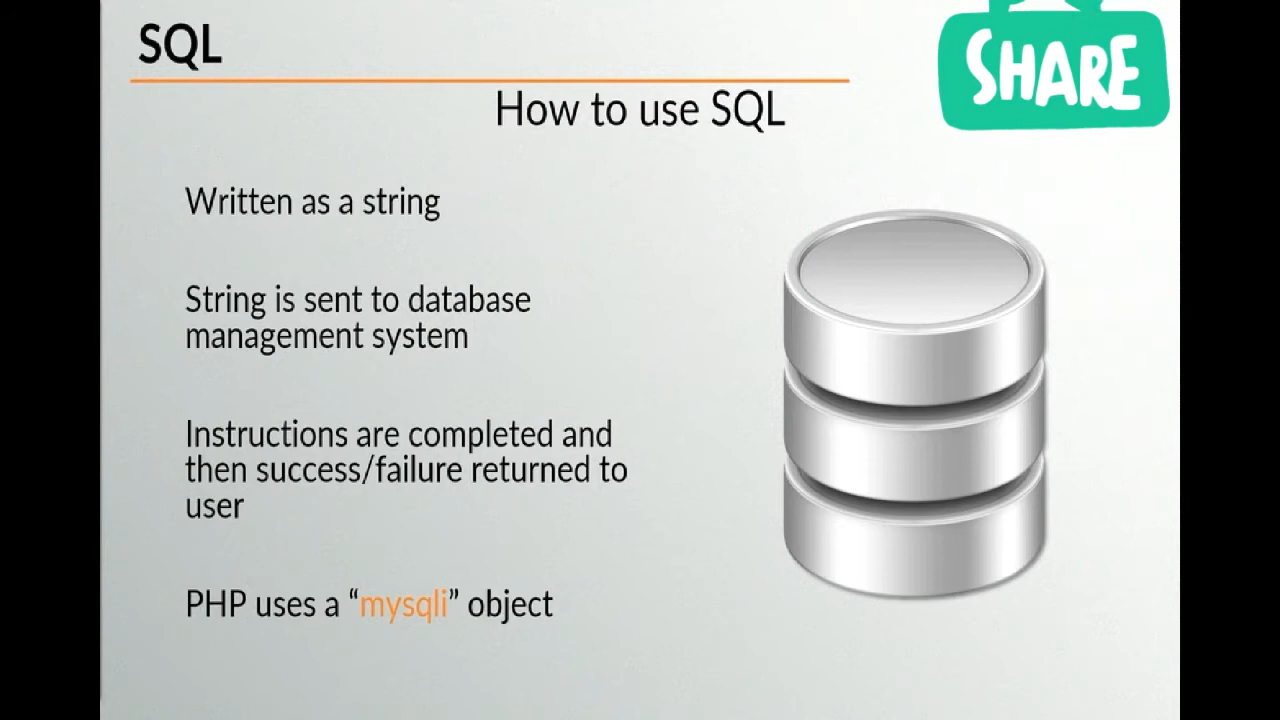 SQL
SHARE
How to use SQL
Written as a string
String is sent to database
management system
Instructions are completed and
then success/failure returned to
user
PHP uses a “mysqli” object